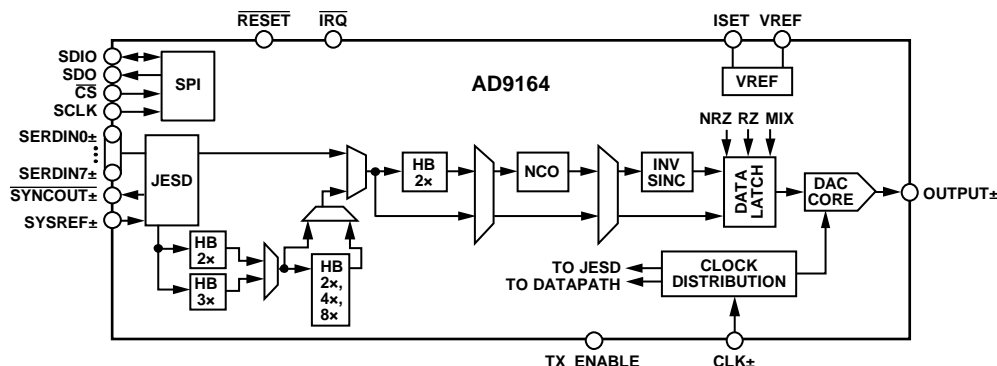 RESET
IRQ
ISET VREF
SDIO
SDO
CS
SCLK
SPI
AD9164
VREF
SERDIN0±
⋮
SERDIN7±
SYNCOUT±
SYSREF±
JESD
HB
2×
NCO
INV
SINC
NRZ RZ MIX
DATA
LATCH
DAC
CORE
OUTPUT±
HB
2×
HB
3×
HB
2×,
4×,
8×
TO JESD
TO DATAPATH
CLOCK
DISTRIBUTION
TX_ENABLE
CLK±